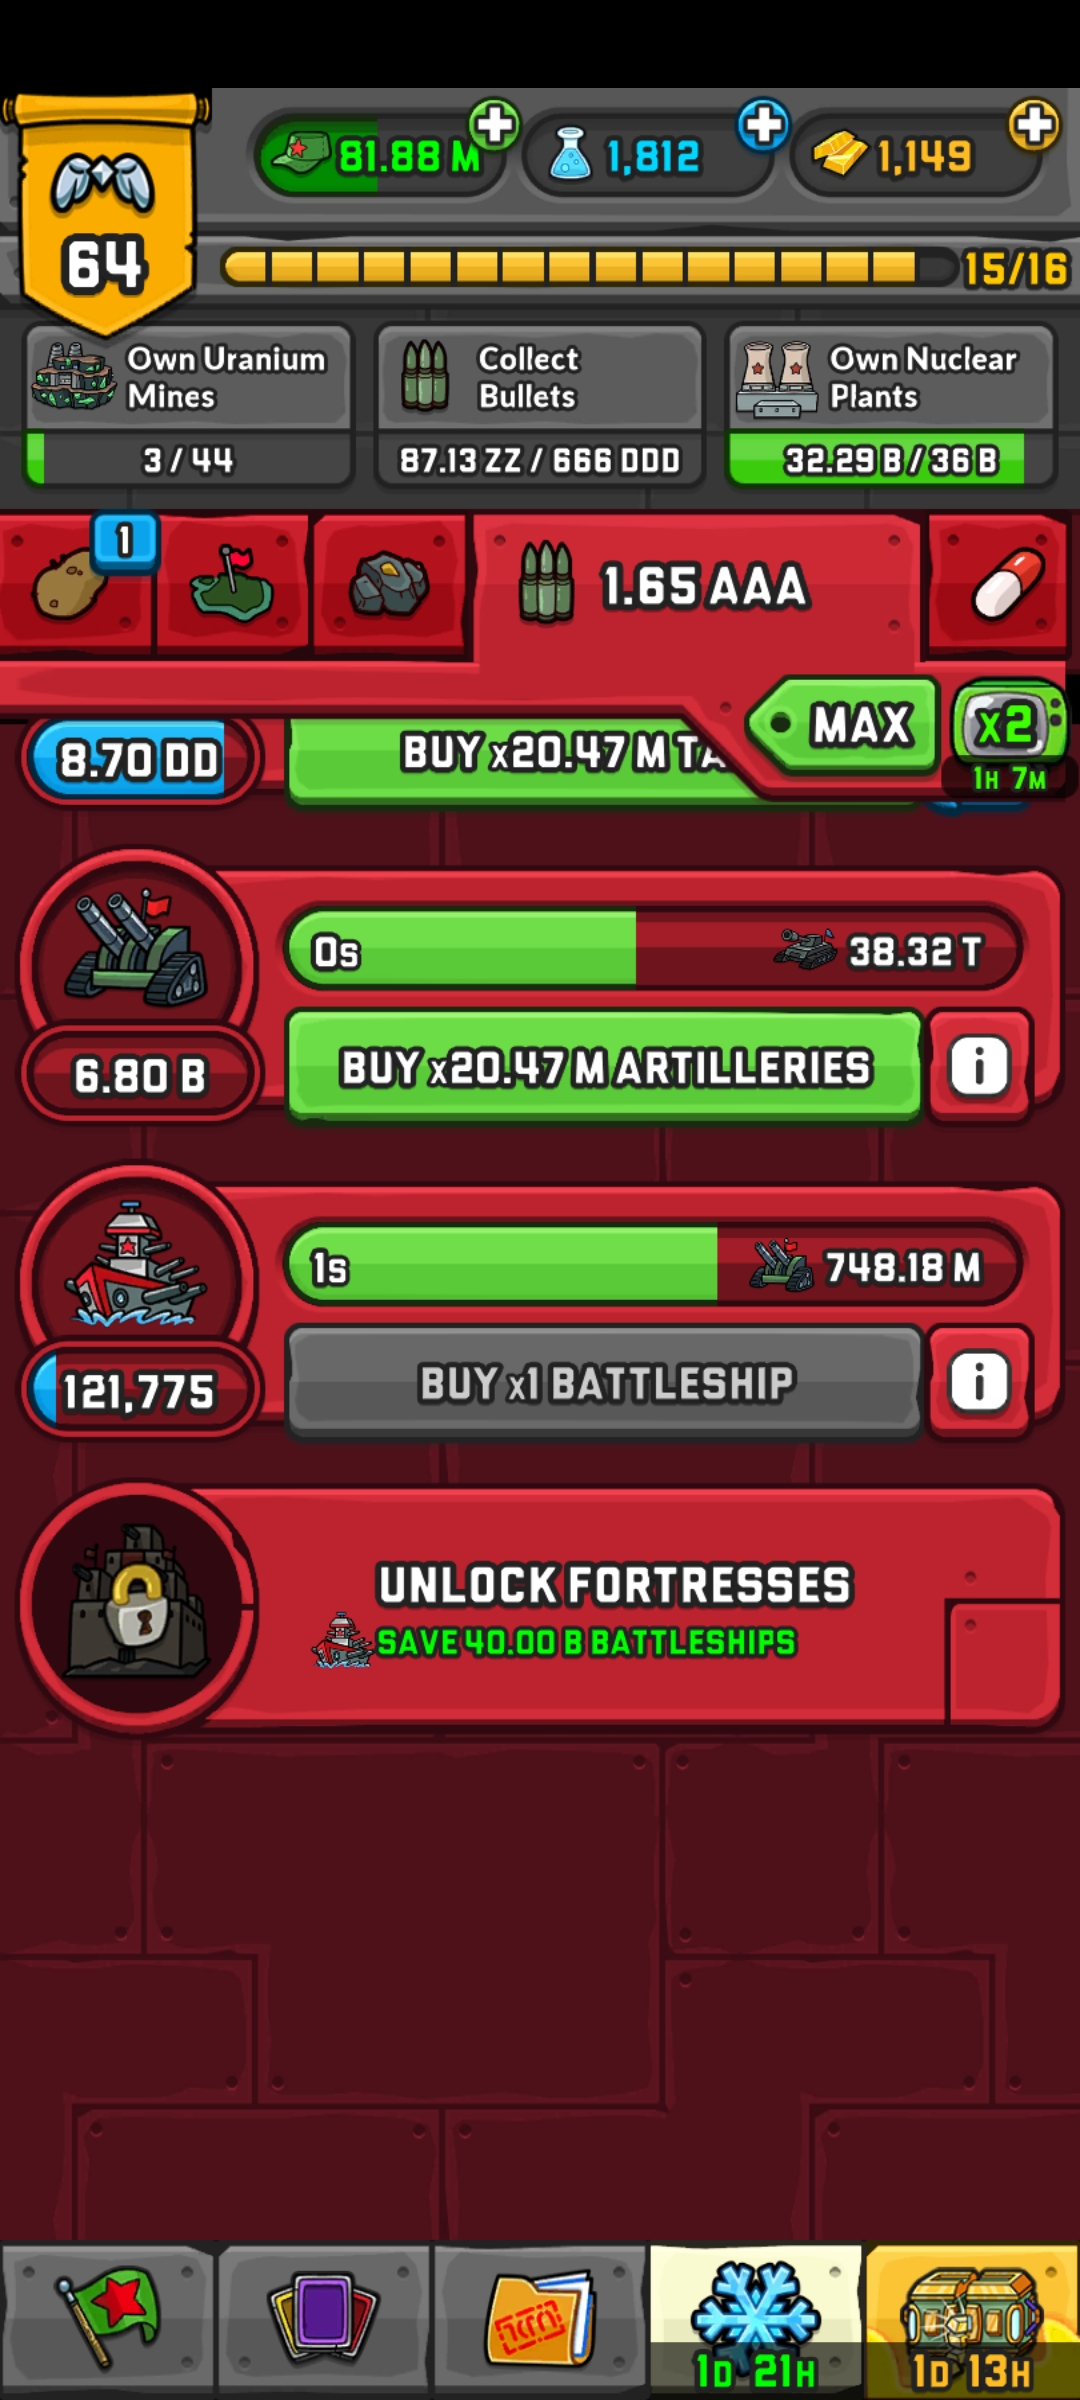 81.88 M
1,812
1,149
64
15/16
Own Uranium
Mines
3 / 44
Collect
Bullets
87.13 ZZ / 666 DDD
Own Nuclear
Plants
32.29 B / 36 B
1
1.65 AAA
MAX
x2
1H 7M
8.70 DD
BUY x20.47 M TA
0s
38.32 T
6.80 B
BUY x20.47 M ARTILLERIES
i
1s
748.18 M
121,775
BUY x1 BATTLESHIP
i
UNLOCK FORTRESSES
SAVE 40.00 B BATTLESHIPS
1D 21H
1D 13H